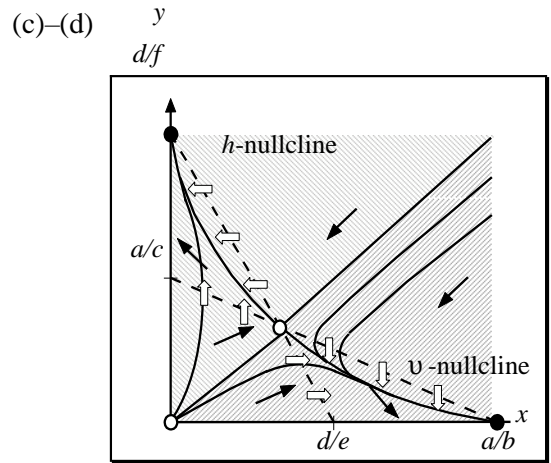 (c)–(d)
y
d/f
h-nullcline
a/c
υ-nullcline
x
d/e
a/b